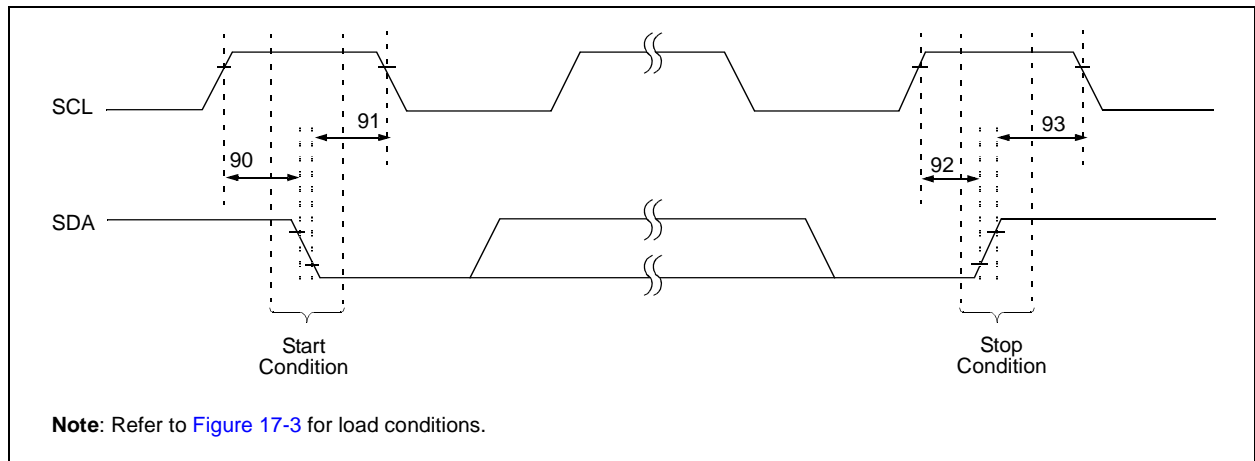 SCL
91
93
90
92
SDA
Start
Condition
Stop
Condition
Note: Refer to Figure 17-3 for load conditions.